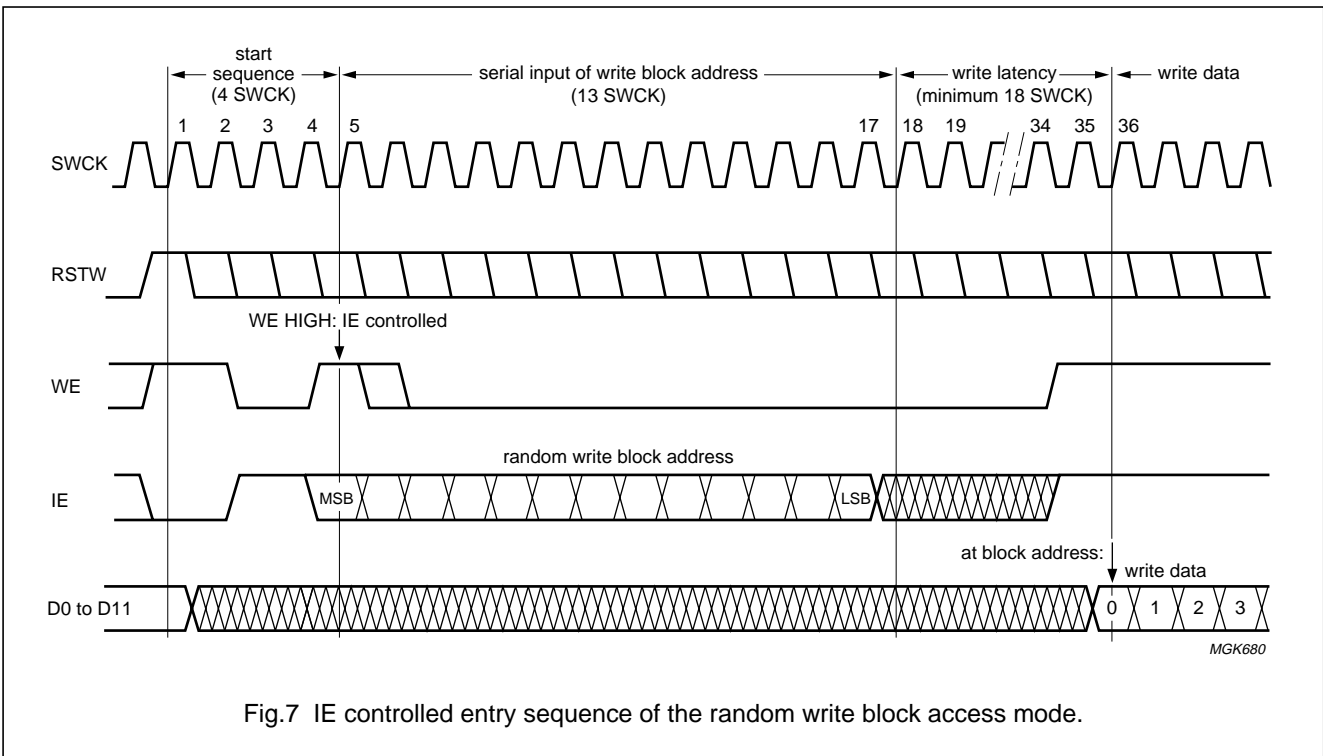 start
sequence
(4 SWCK)
serial input of write block address
(13 SWCK)
write latency
(minimum 18 SWCK)
write data
1 2 3 4 5 17 18 19 34 35 36
SWCK
RSTW
WE HIGH: IE controlled
WE
random write block address
IE
MSB
LSB
at block address:
write data
D0 to D11
0 1 2 3
MGK680
Fig.7 IE controlled entry sequence of the random write block access mode.